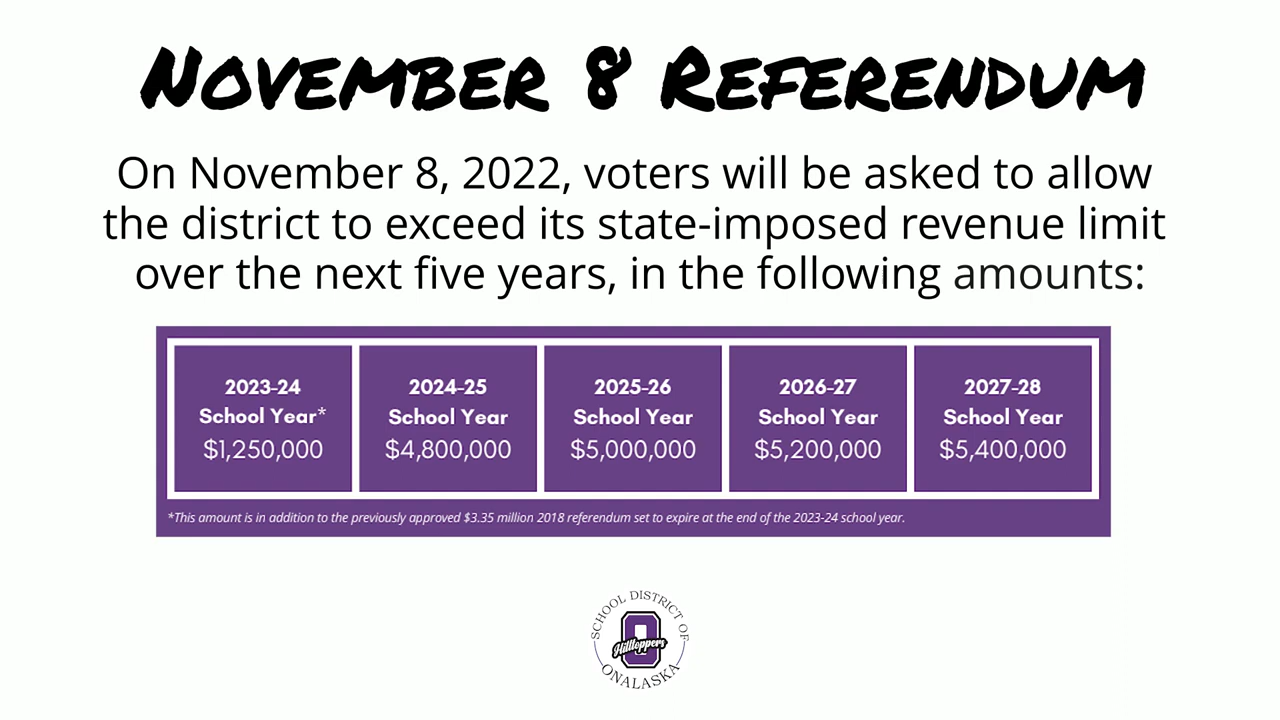 November 8 Referendum
On November 8, 2022, voters will be asked to allow
the district to exceed its state-imposed revenue limit
over the next five years, in the following amounts:
2023-24
School Year*
$1,250,000
2024-25
School Year
$4,800,000
2025-26
School Year
$5,000,000
2026-27
School Year
$5,200,000
2027-28
School Year
$5,400,000
*This amount is in addition to the previously approved $3.35 million 2018 referendum set to expire at the end of the 2023-24 school year.
SCHOOL DISTRICT OF
O
Hilltoppers
ONALASKA